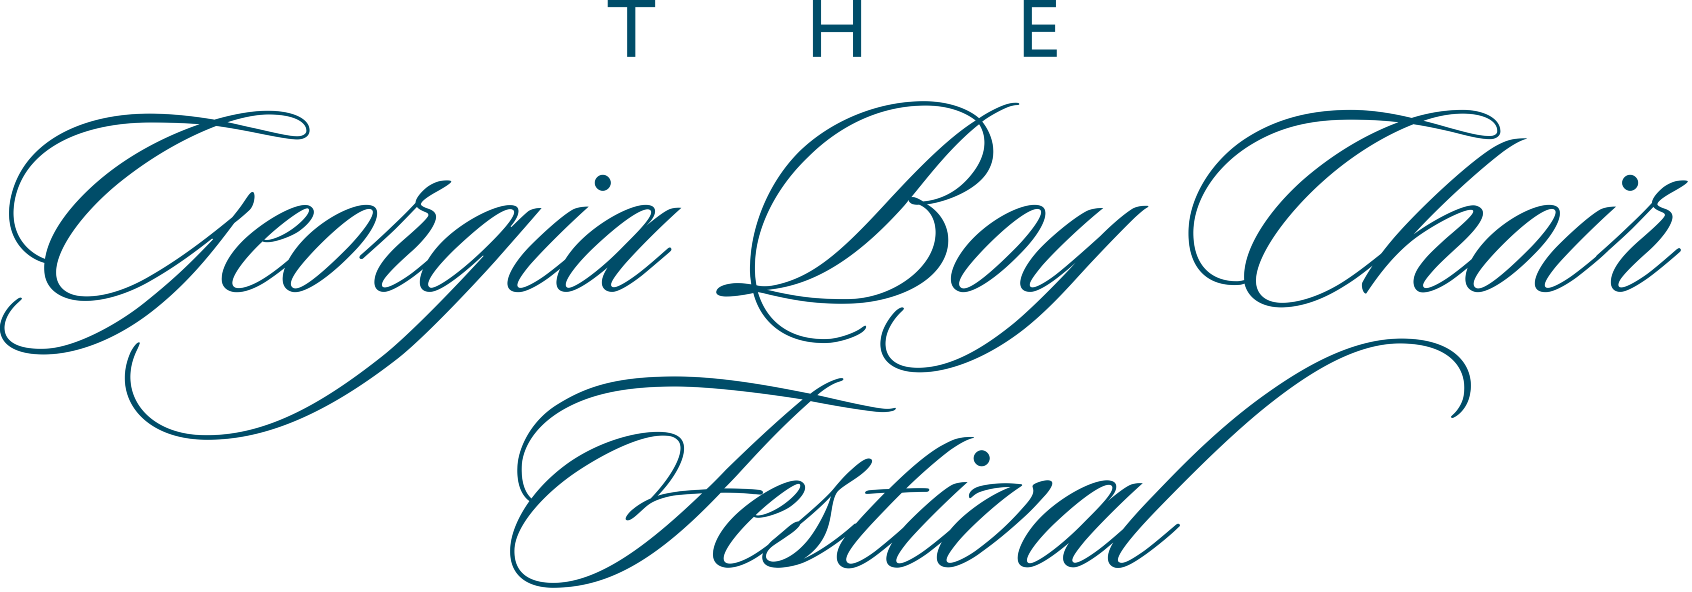 THE
Georgia Boy Choir
Festival